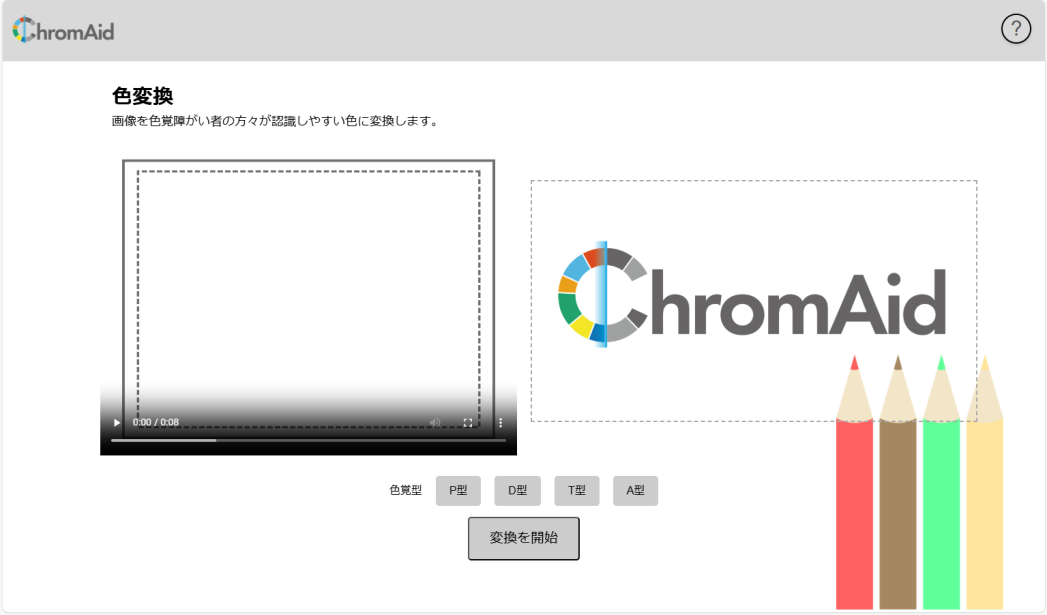 ChromAid
?
色変換
画像を色覚障がい者の方々が認識しやすい色に変換します。
ChromAid
0:00 / 0:08
色覚型 P型 D型 T型 A型
変換を開始